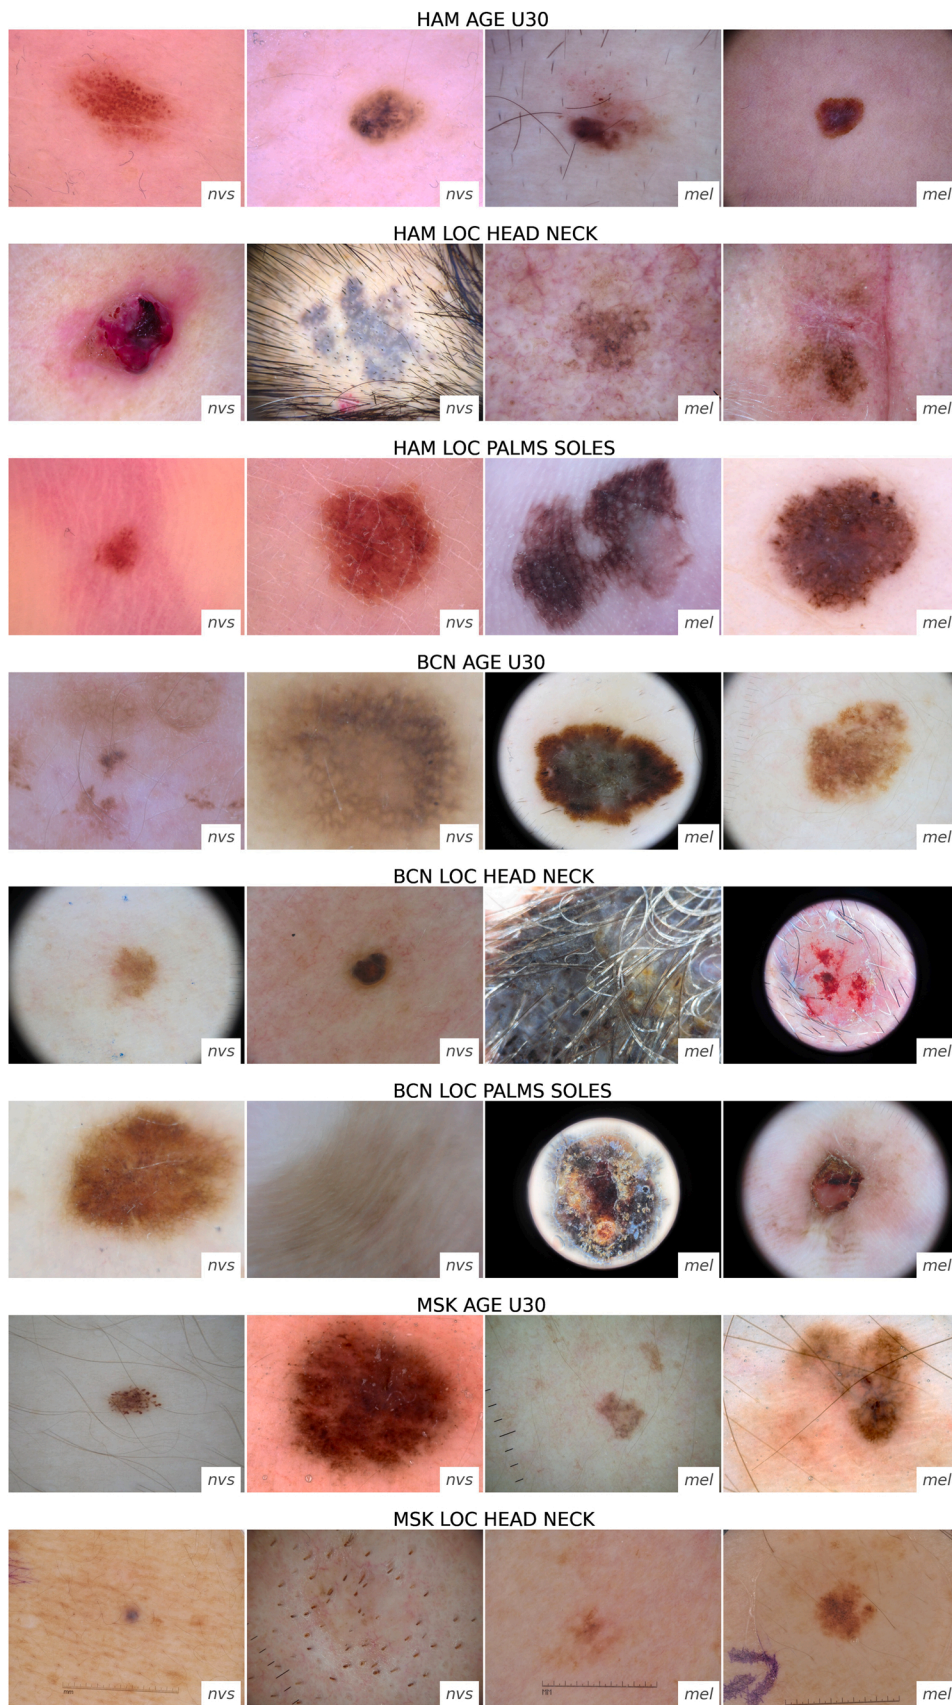 HAM AGE U30
nvs nvs mel mel
HAM LOC HEAD NECK
nvs nvs mel mel
HAM LOC PALMS SOLES
nvs nvs mel mel
BCN AGE U30
nvs nvs mel mel
BCN LOC HEAD NECK
nvs nvs mel mel
BCN LOC PALMS SOLES
nvs nvs mel mel
MSK AGE U30
nvs nvs mel mel
MSK LOC HEAD NECK
MM MM
nvs nvs mel mel